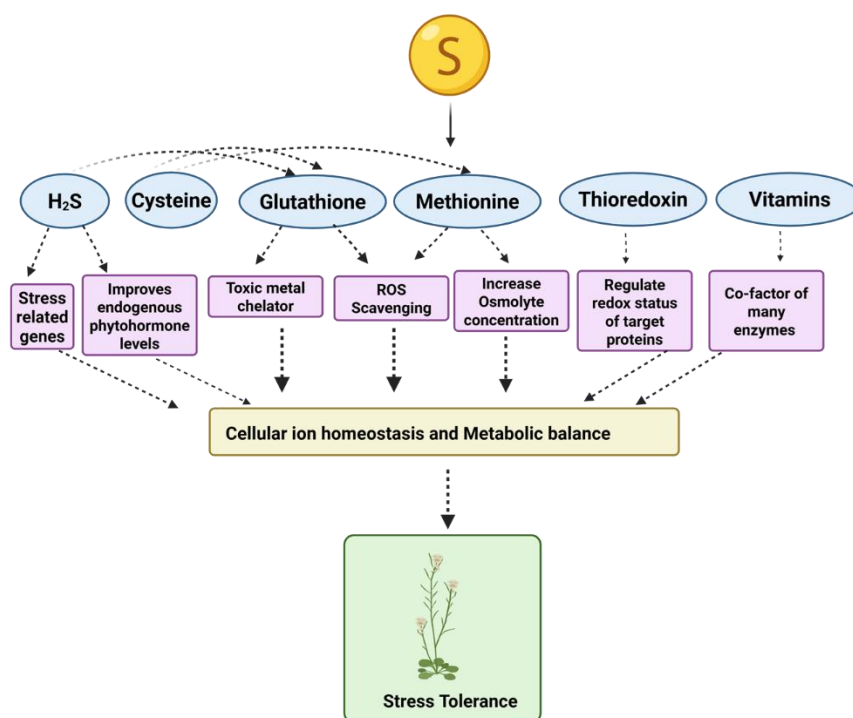 S
H₂S
Cysteine
Glutathione
Methionine
Thioredoxin
Vitamins
Stress
related
genes
Improves
endogenous
phytohormone
levels
Toxic metal
chelator
ROS
Scavenging
Increase
Osmolyte
concentration
Regulate
redox status
of target
proteins
Co-factor of
many
enzymes
Cellular ion homeostasis and Metabolic balance
Stress Tolerance